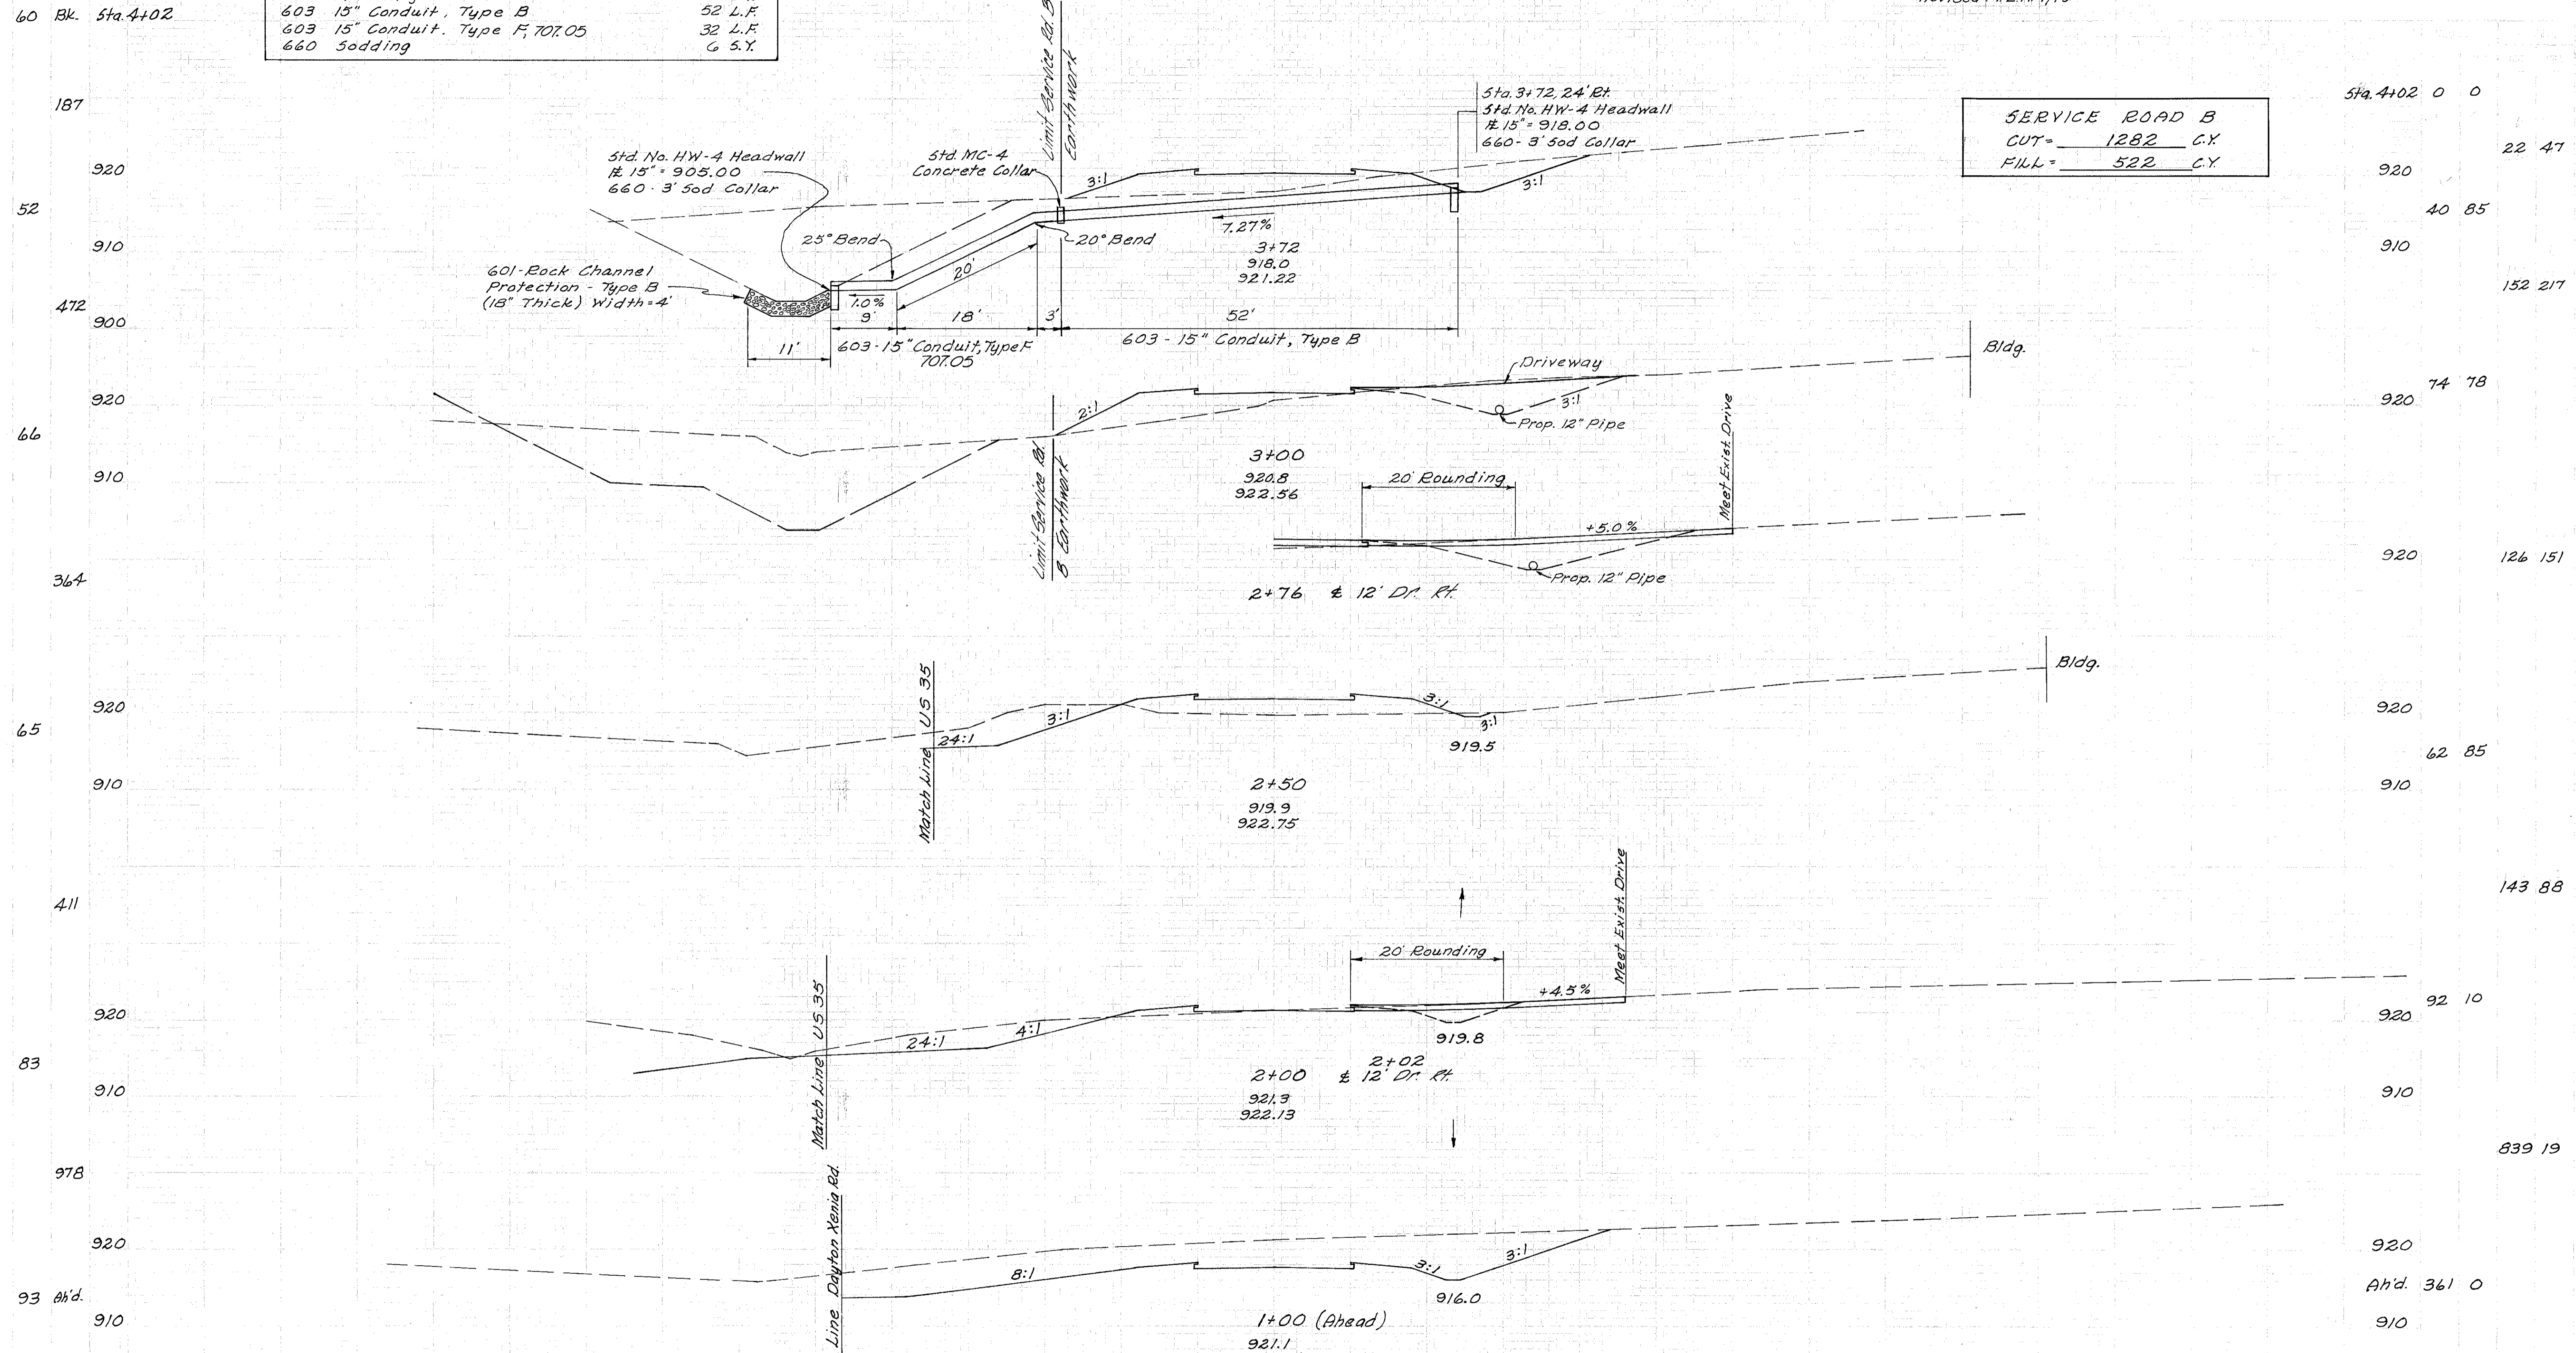 60 Bk. Sta. 4+02
603 15" Conduit, Type B 52 L.F.
603 15" Conduit, Type F, 707.05 32 L.F.
660 Sodding 6 S.Y.
Limit Service Rd. B
Earthwork
Sta. 3+72, 24' Rt.
Std. No. HW-4 Headwall
15" = 918.00
660 - 3' Sod Collar
Sta. 4+02 0 0
SERVICE ROAD B
CUT = 1282 C.Y.
FILL = 522 C.Y.
187
22 47
Std. No. HW-4 Headwall
15" = 905.00
660 - 3' Sod Collar
Std. MC-4
Concrete Collar
920
3:1
3:1
920
52
40 85
7.27%
25° Bend
20° Bend
910
3+72
918.0
921.22
910
601-Rock Channel
Protection - Type B
(18" Thick) Width = 4'
20'
152 217
472
1.0%
900
9'
18'
3'
52'
11'
603-15" Conduit, Type F
707.05
603 - 15" Conduit, Type B
Bldg.
Driveway
74 78
920
2:1
3:1
920
Prop. 12" Pipe
66
Limit Service Rd.
B Earthwork
910
3+00
920.8
922.56
20' Rounding
Meet Exist. Drive
+5.0%
920
126 151
364
Prop. 12" Pipe
2+76 ℄ 12' Dr. Rt.
Bldg.
920
Match Line US 35
3:1
3:1
3:1
920
65
24:1
919.5
62 85
910
2+50
919.9
922.75
910
143 88
411
20' Rounding
Meet Exist. Drive
+4.5%
92 10
920
Match Line US 35
24:1
4:1
919.8
920
83
2+02
2+00 ℄ 12' Dr. Rt.
910
921.9
922.13
910
839 19
978
Line Dayton Xenia Rd.
920
8:1
3:1
3:1
920
93 Ah'd.
916.0
Ah'd. 361 0
910
1+00 (Ahead)
921.1
910